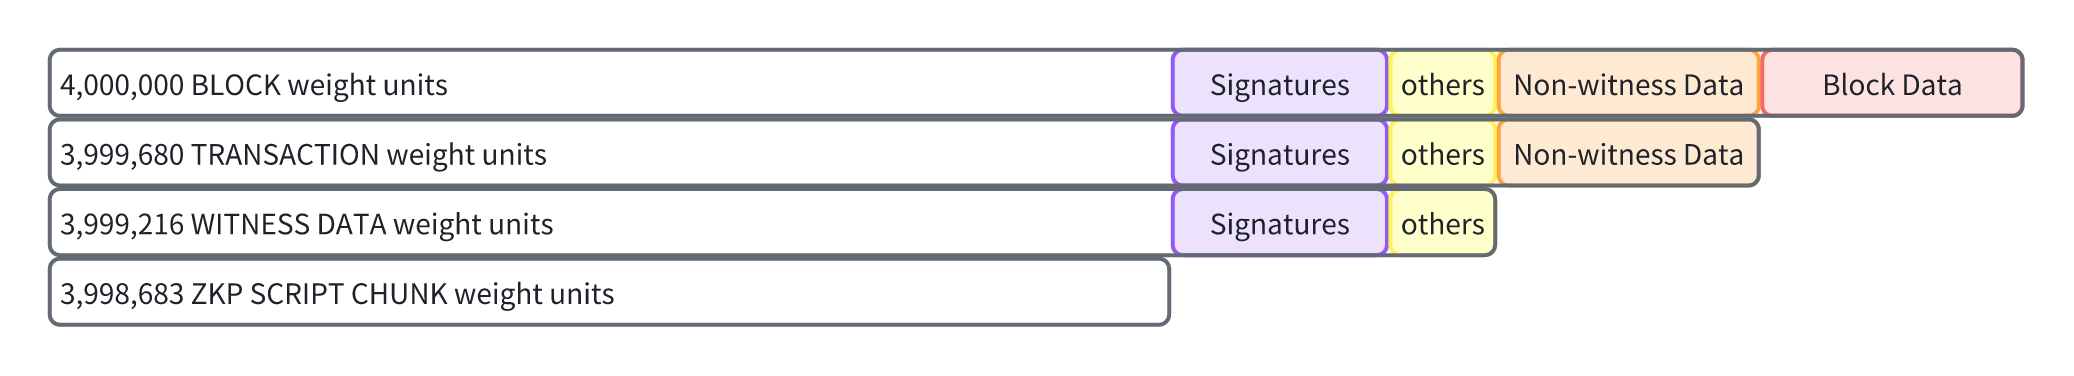 4,000,000 BLOCK weight units Signatures others Non-witness Data Block Data
3,999,680 TRANSACTION weight units Signatures others Non-witness Data
3,999,216 WITNESS DATA weight units Signatures others
3,998,683 ZKP SCRIPT CHUNK weight units